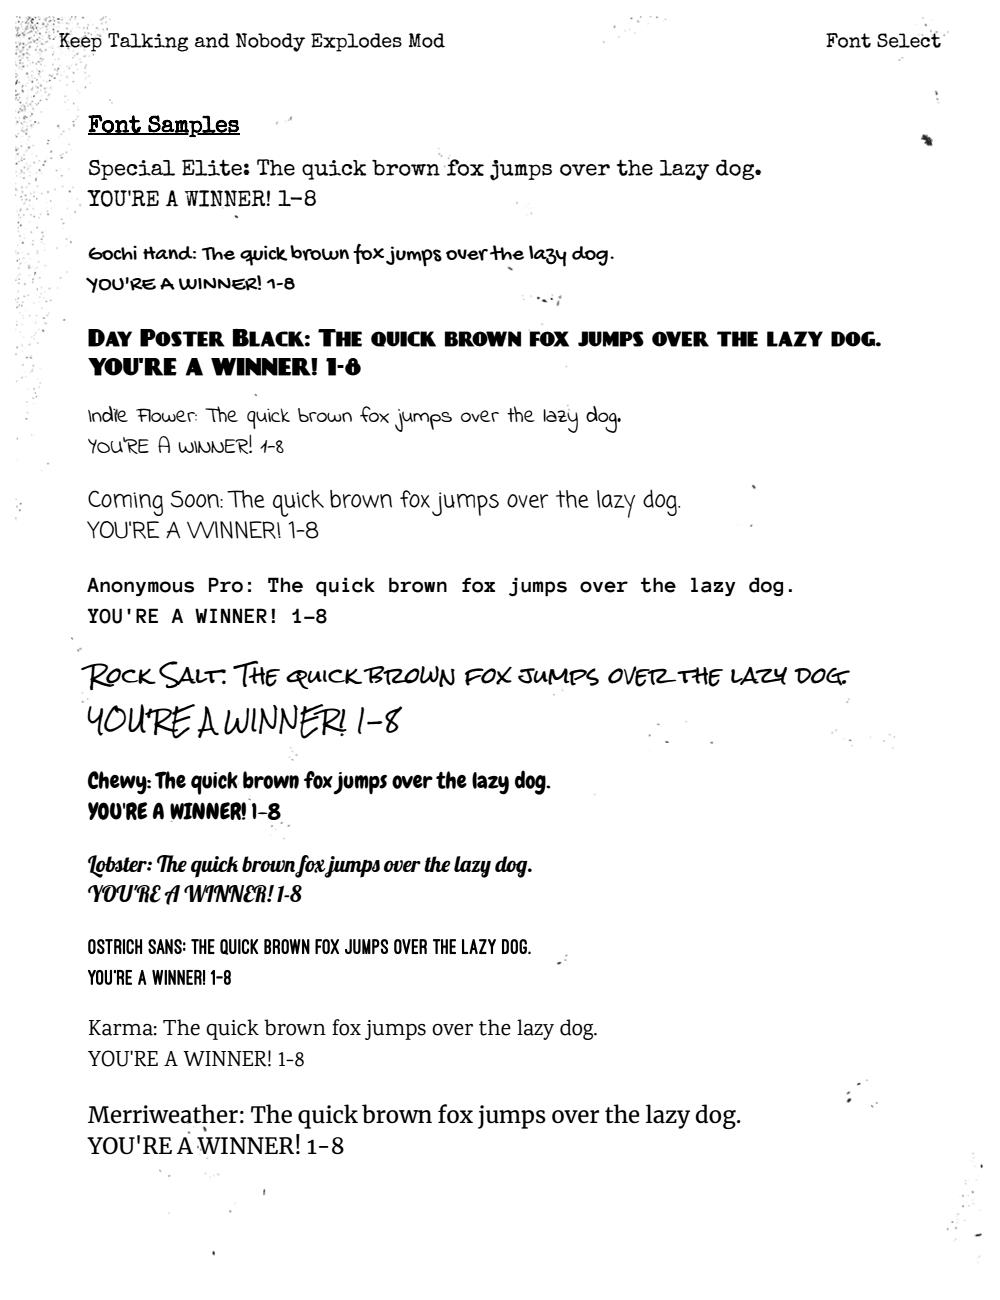 Keep Talking and Nobody Explodes Mod
Font Select
Font Samples
Special Elite: The quick brown fox jumps over the lazy dog.
YOU'RE A WINNER! 1-8
Gochi Hand: The quick brown fox jumps over the lazy dog.
YOU'RE A WINNER! 1-8
Day Poster Black: The quick brown fox jumps over the lazy dog.
YOU'RE A WINNER! 1-8
Indie Flower: The quick brown fox jumps over the lazy dog.
YOU'RE A WINNER! 1-8
Coming Soon: The quick brown fox jumps over the lazy dog.
YOU'RE A WINNER! 1-8
Anonymous Pro: The quick brown fox jumps over the lazy dog.
YOU'RE A WINNER! 1-8
Rock Salt: The quick brown fox jumps over the lazy dog.
YOU'RE A WINNER! 1-8
Chewy: The quick brown fox jumps over the lazy dog.
YOU'RE A WINNER! 1-8
Lobster: The quick brown fox jumps over the lazy dog.
YOU'RE A WINNER! 1-8
OSTRICH SANS: THE QUICK BROWN FOX JUMPS OVER THE LAZY DOG.
YOU'RE A WINNER! 1-8
Karma: The quick brown fox jumps over the lazy dog.
YOU'RE A WINNER! 1-8
Merriweather: The quick brown fox jumps over the lazy dog.
YOU'RE A WINNER! 1-8